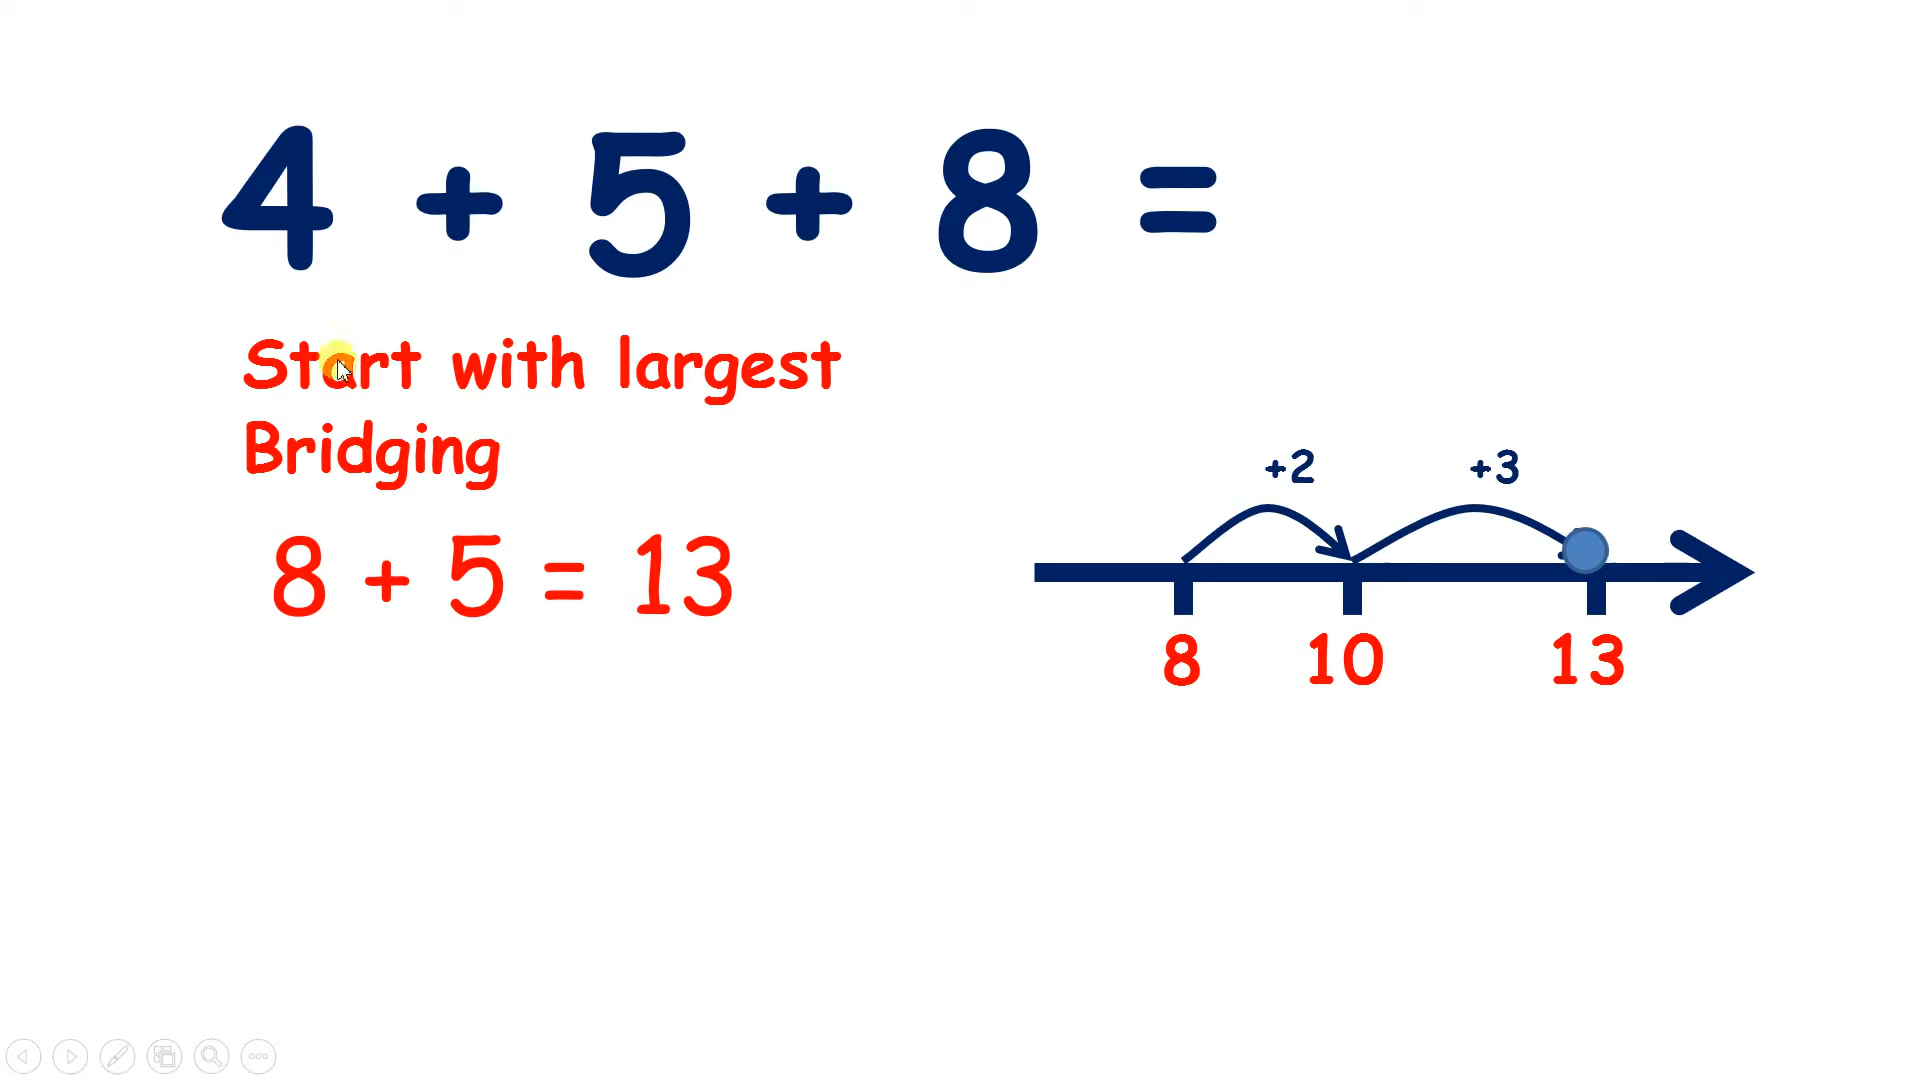 4 + 5 + 8 =
Start with largest
Bridging
8 + 5 = 13
+2 +3
8 10 13